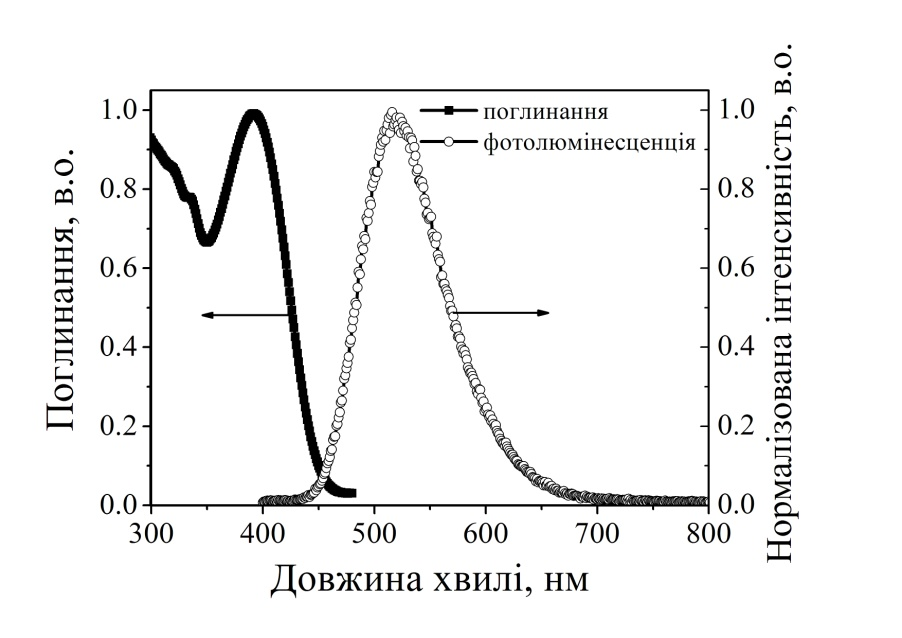 поглинання
фотолюмінесценція
Поглинання, в.о.
1.0
0.8
0.6
0.4
0.2
0.0
1.0
0.8
0.6
0.4
0.2
0.0
Нормалізована інтенсивність, в.о.
300 400 500 600 700 800
Довжина хвилі, нм